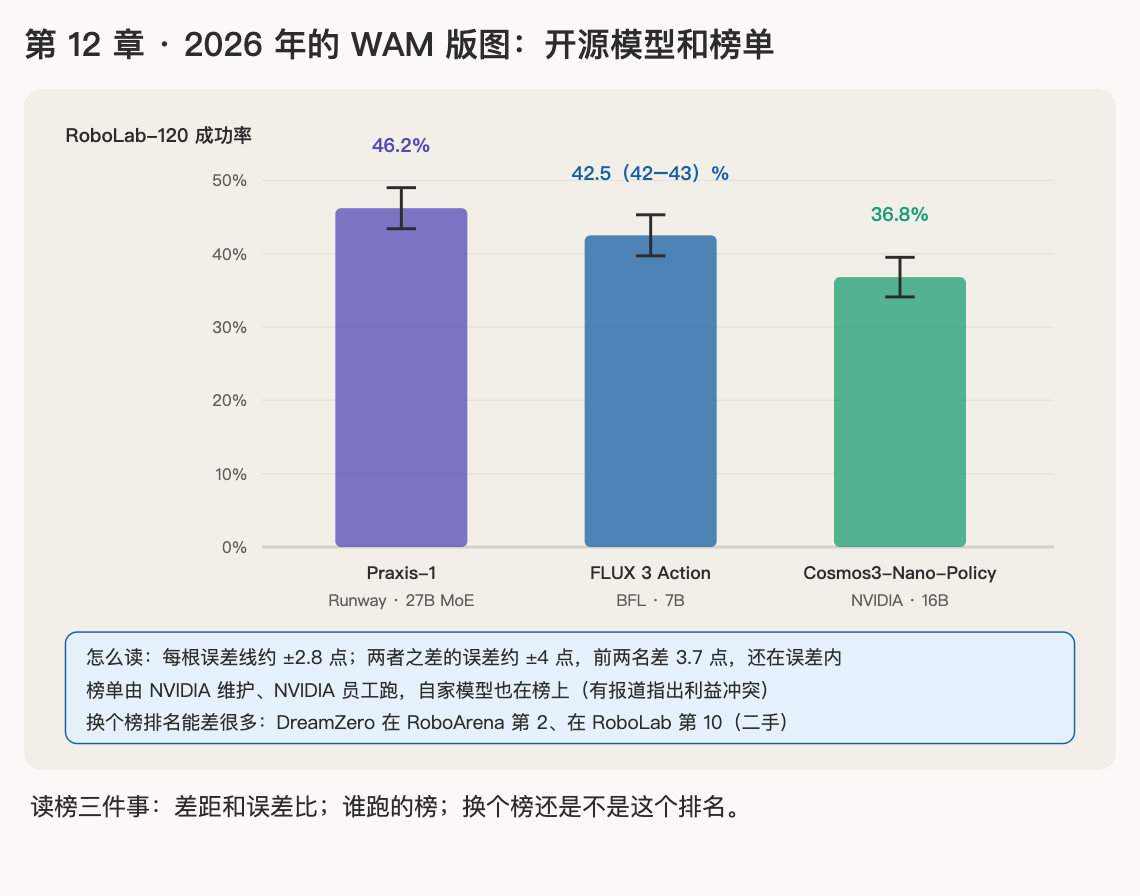 第 12 章 · 2026 年的 WAM 版图：开源模型和榜单
RoboLab–120 成功率
46.2%
42.5（42—43）%
36.8%
50%
40%
30%
20%
10%
0%
Praxis–1
FLUX 3 Action
Cosmos3–Nano–Policy
Runway · 27B MoE
BFL · 7B
NVIDIA · 16B
怎么读：每根误差线约 ±2.8 点；两者之差的误差约 ±4 点，前两名差 3.7 点，还在误差内
榜单由 NVIDIA 维护、NVIDIA 员工跑，自家模型也在榜上（有报道指出利益冲突）
换个榜排名能差很多：DreamZero 在 RoboArena 第 2、在 RoboLab 第 10（二手）
读榜三件事：差距和误差比；谁跑的榜；换个榜还是不是这个排名。